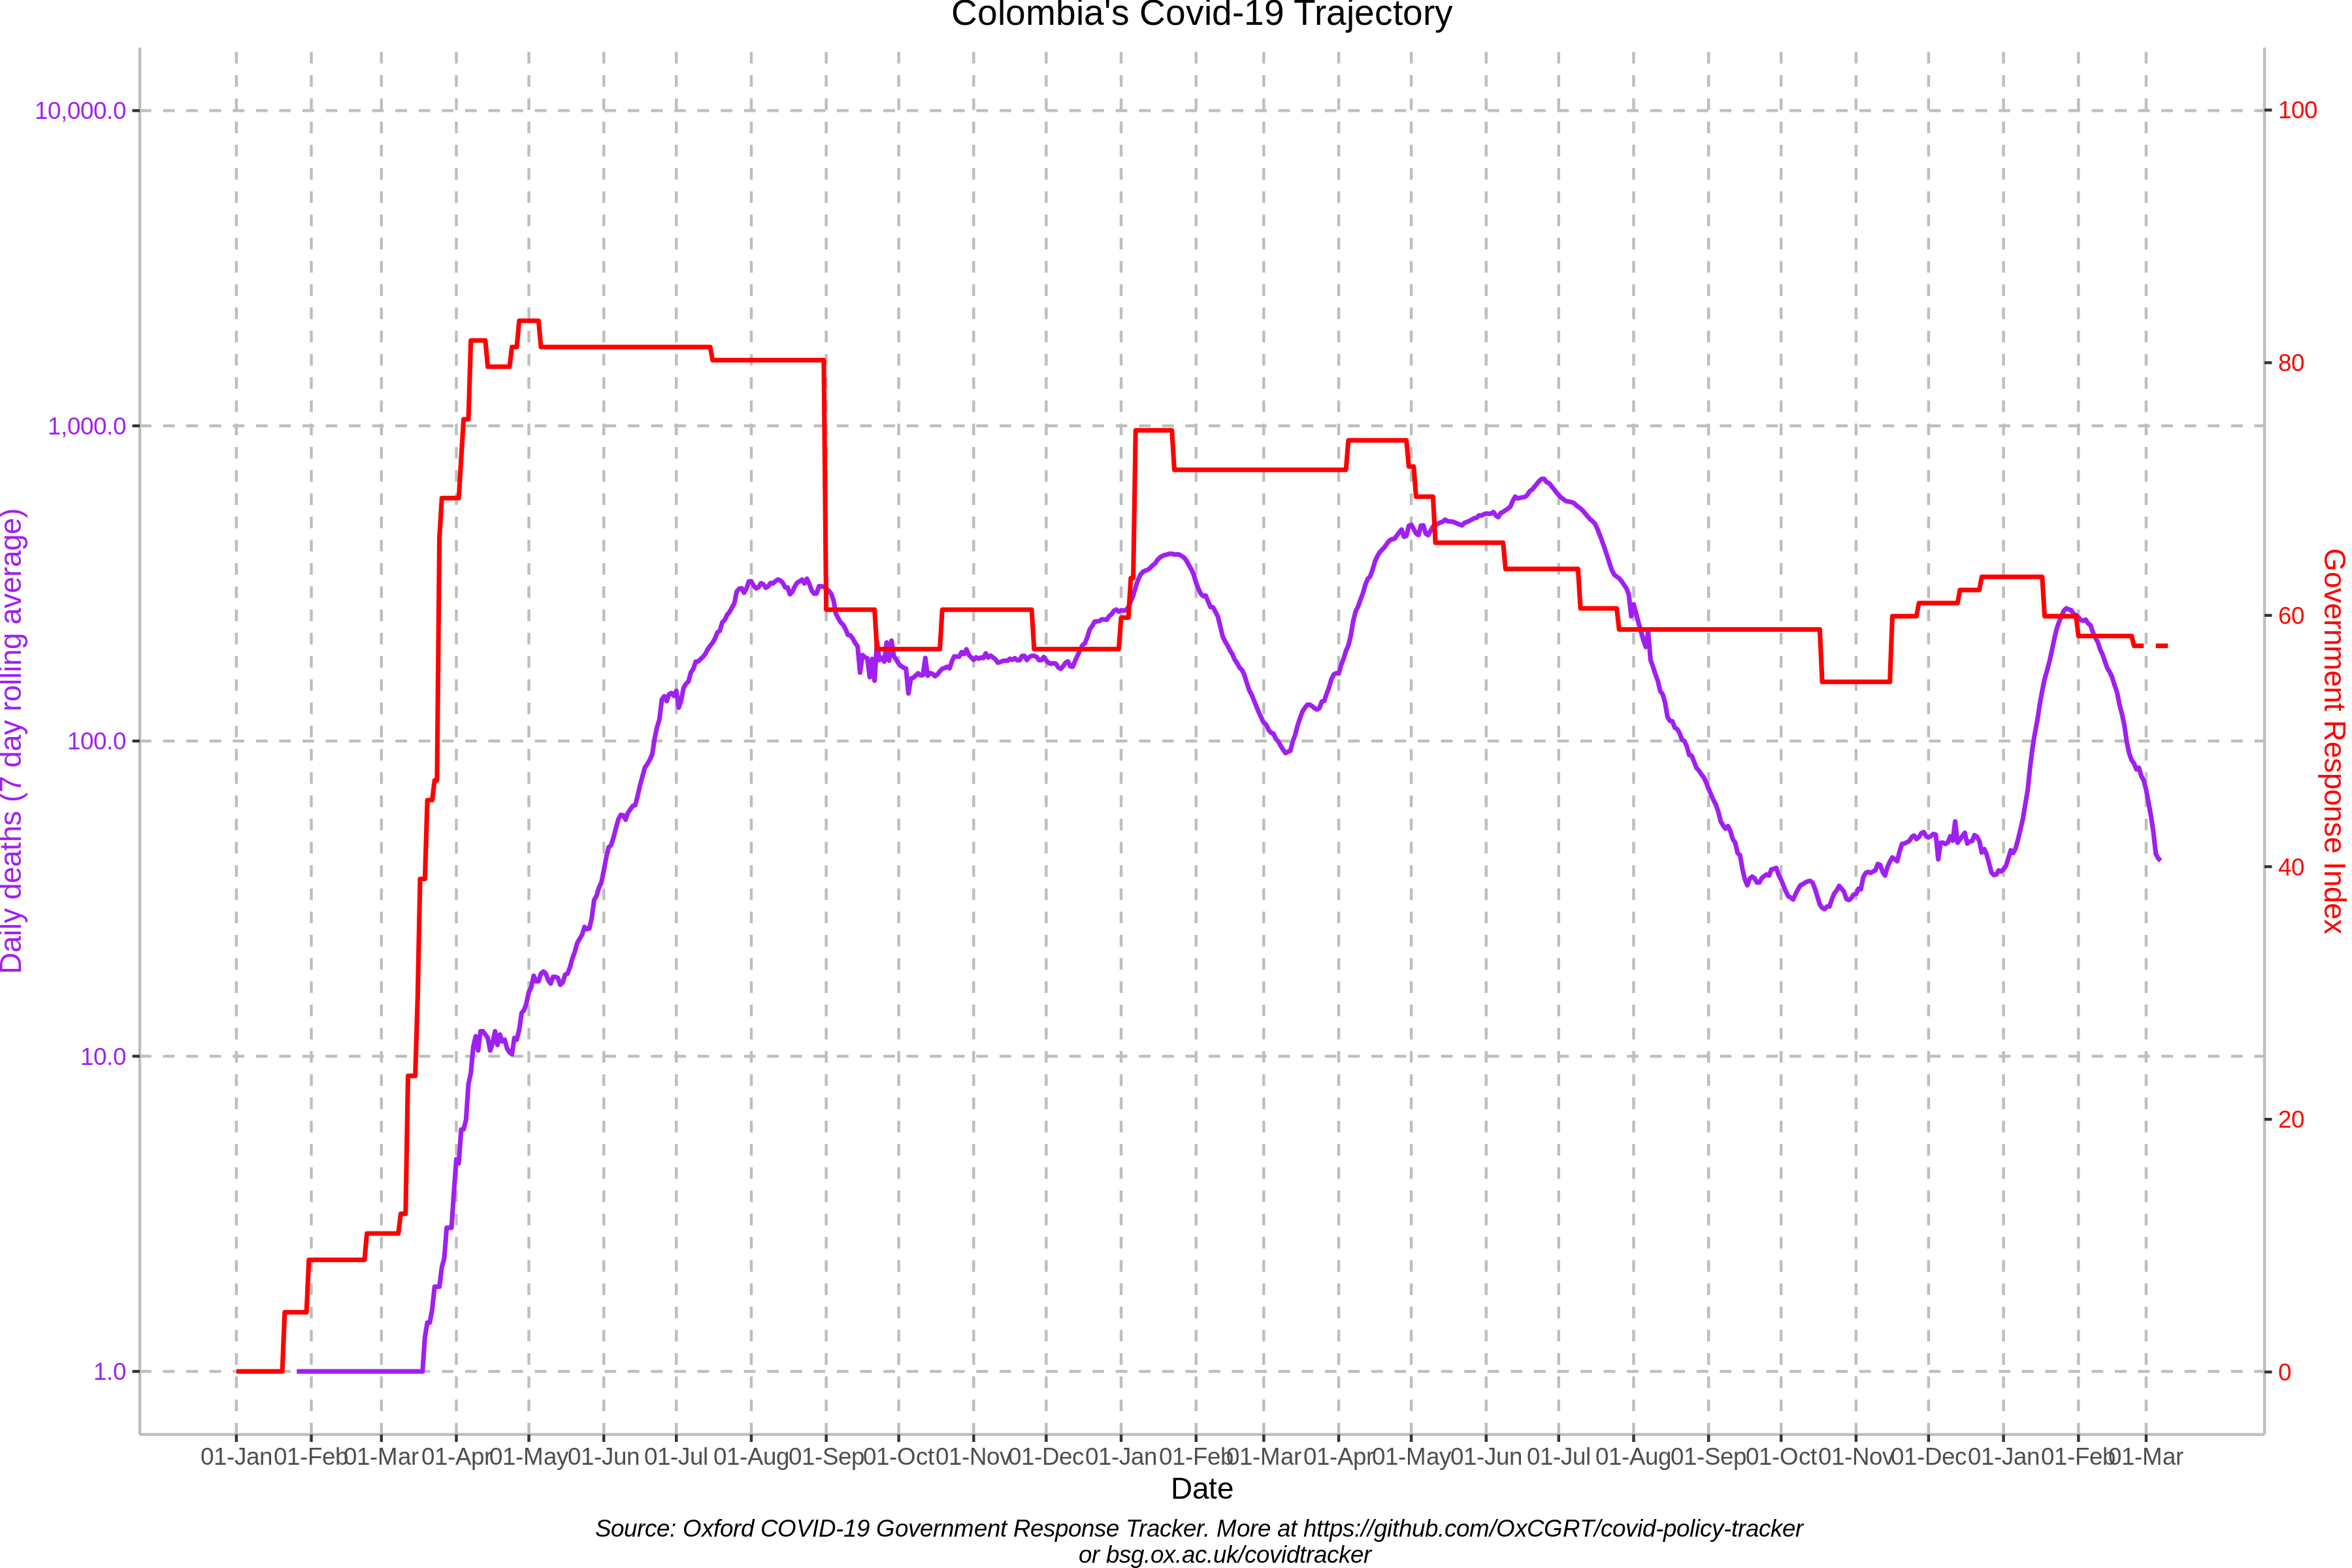 Colombia's Covid-19 Trajectory
10,000.0
1,000.0
100.0
10.0
1.0
Daily deaths (7 day rolling average)
100
80
60
40
20
0
Government Response Index
01-Jan 01-Feb 01-Mar 01-Apr 01-May 01-Jun 01-Jul 01-Aug 01-Sep 01-Oct 01-Nov 01-Dec 01-Jan 01-Feb 01-Mar 01-Apr 01-May 01-Jun 01-Jul 01-Aug 01-Sep 01-Oct 01-Nov 01-Dec 01-Jan 01-Feb 01-Mar
Date
Source: Oxford COVID-19 Government Response Tracker. More at https://github.com/OxCGRT/covid-policy-tracker
or bsg.ox.ac.uk/covidtracker